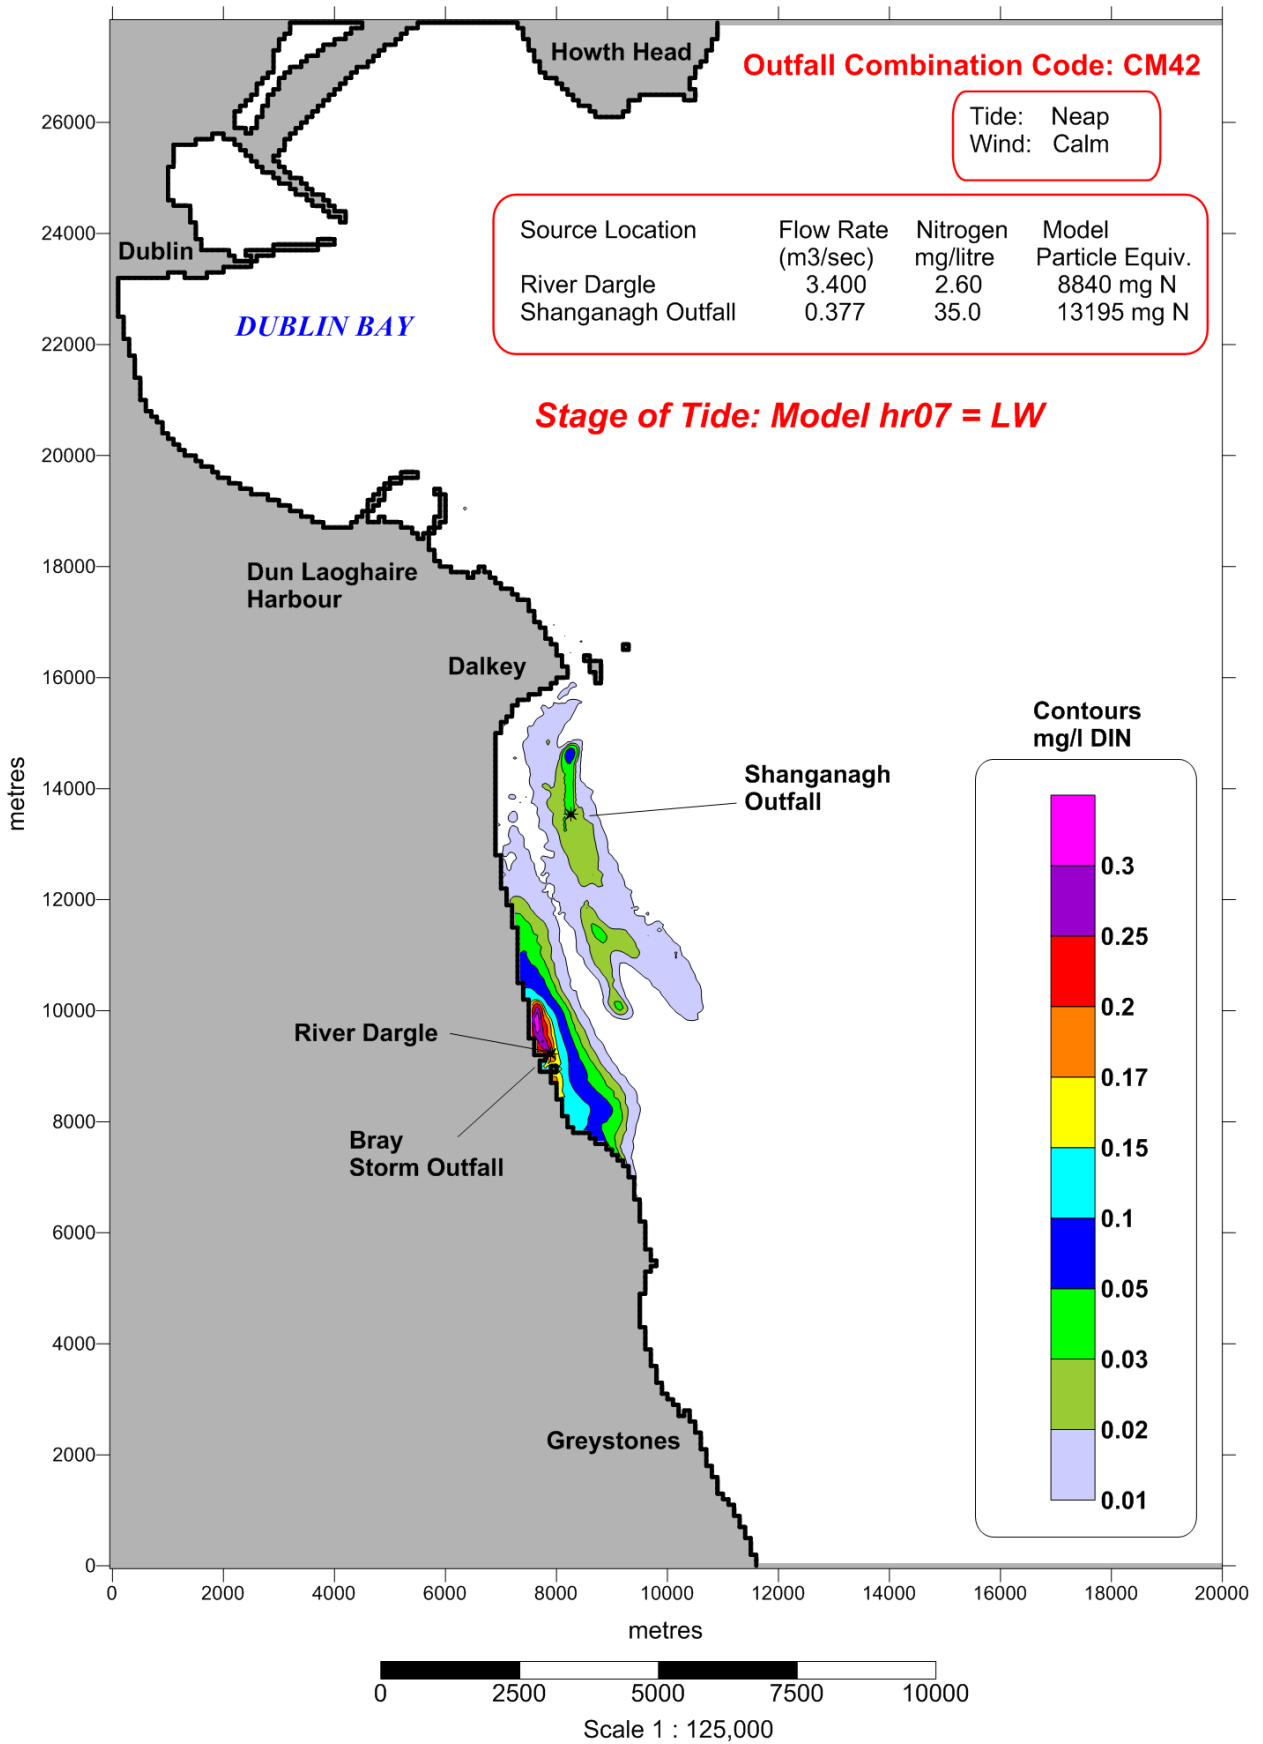 Howth Head
Outfall Combination Code: CM42
Tide: Neap
Wind: Calm
Source Location Flow Rate Nitrogen Model
(m3/sec) mg/litre Particle Equiv.
River Dargle 3.400 2.60 8840 mg N
Shanganagh Outfall 0.377 35.0 13195 mg N
Dublin
DUBLIN BAY
Stage of Tide: Model hr07 = LW
Dun Laoghaire
Harbour
Dalkey
Shanganagh
Outfall
River Dargle
Bray
Storm Outfall
Greystones
Contours
mg/l DIN
0.3
0.25
0.2
0.17
0.15
0.1
0.05
0.03
0.02
0.01
metres
26000
24000
22000
20000
18000
16000
14000
12000
10000
8000
6000
4000
2000
0
0 2000 4000 6000 8000 10000 12000 14000 16000 18000 20000
metres
0 2500 5000 7500 10000
Scale 1 : 125,000